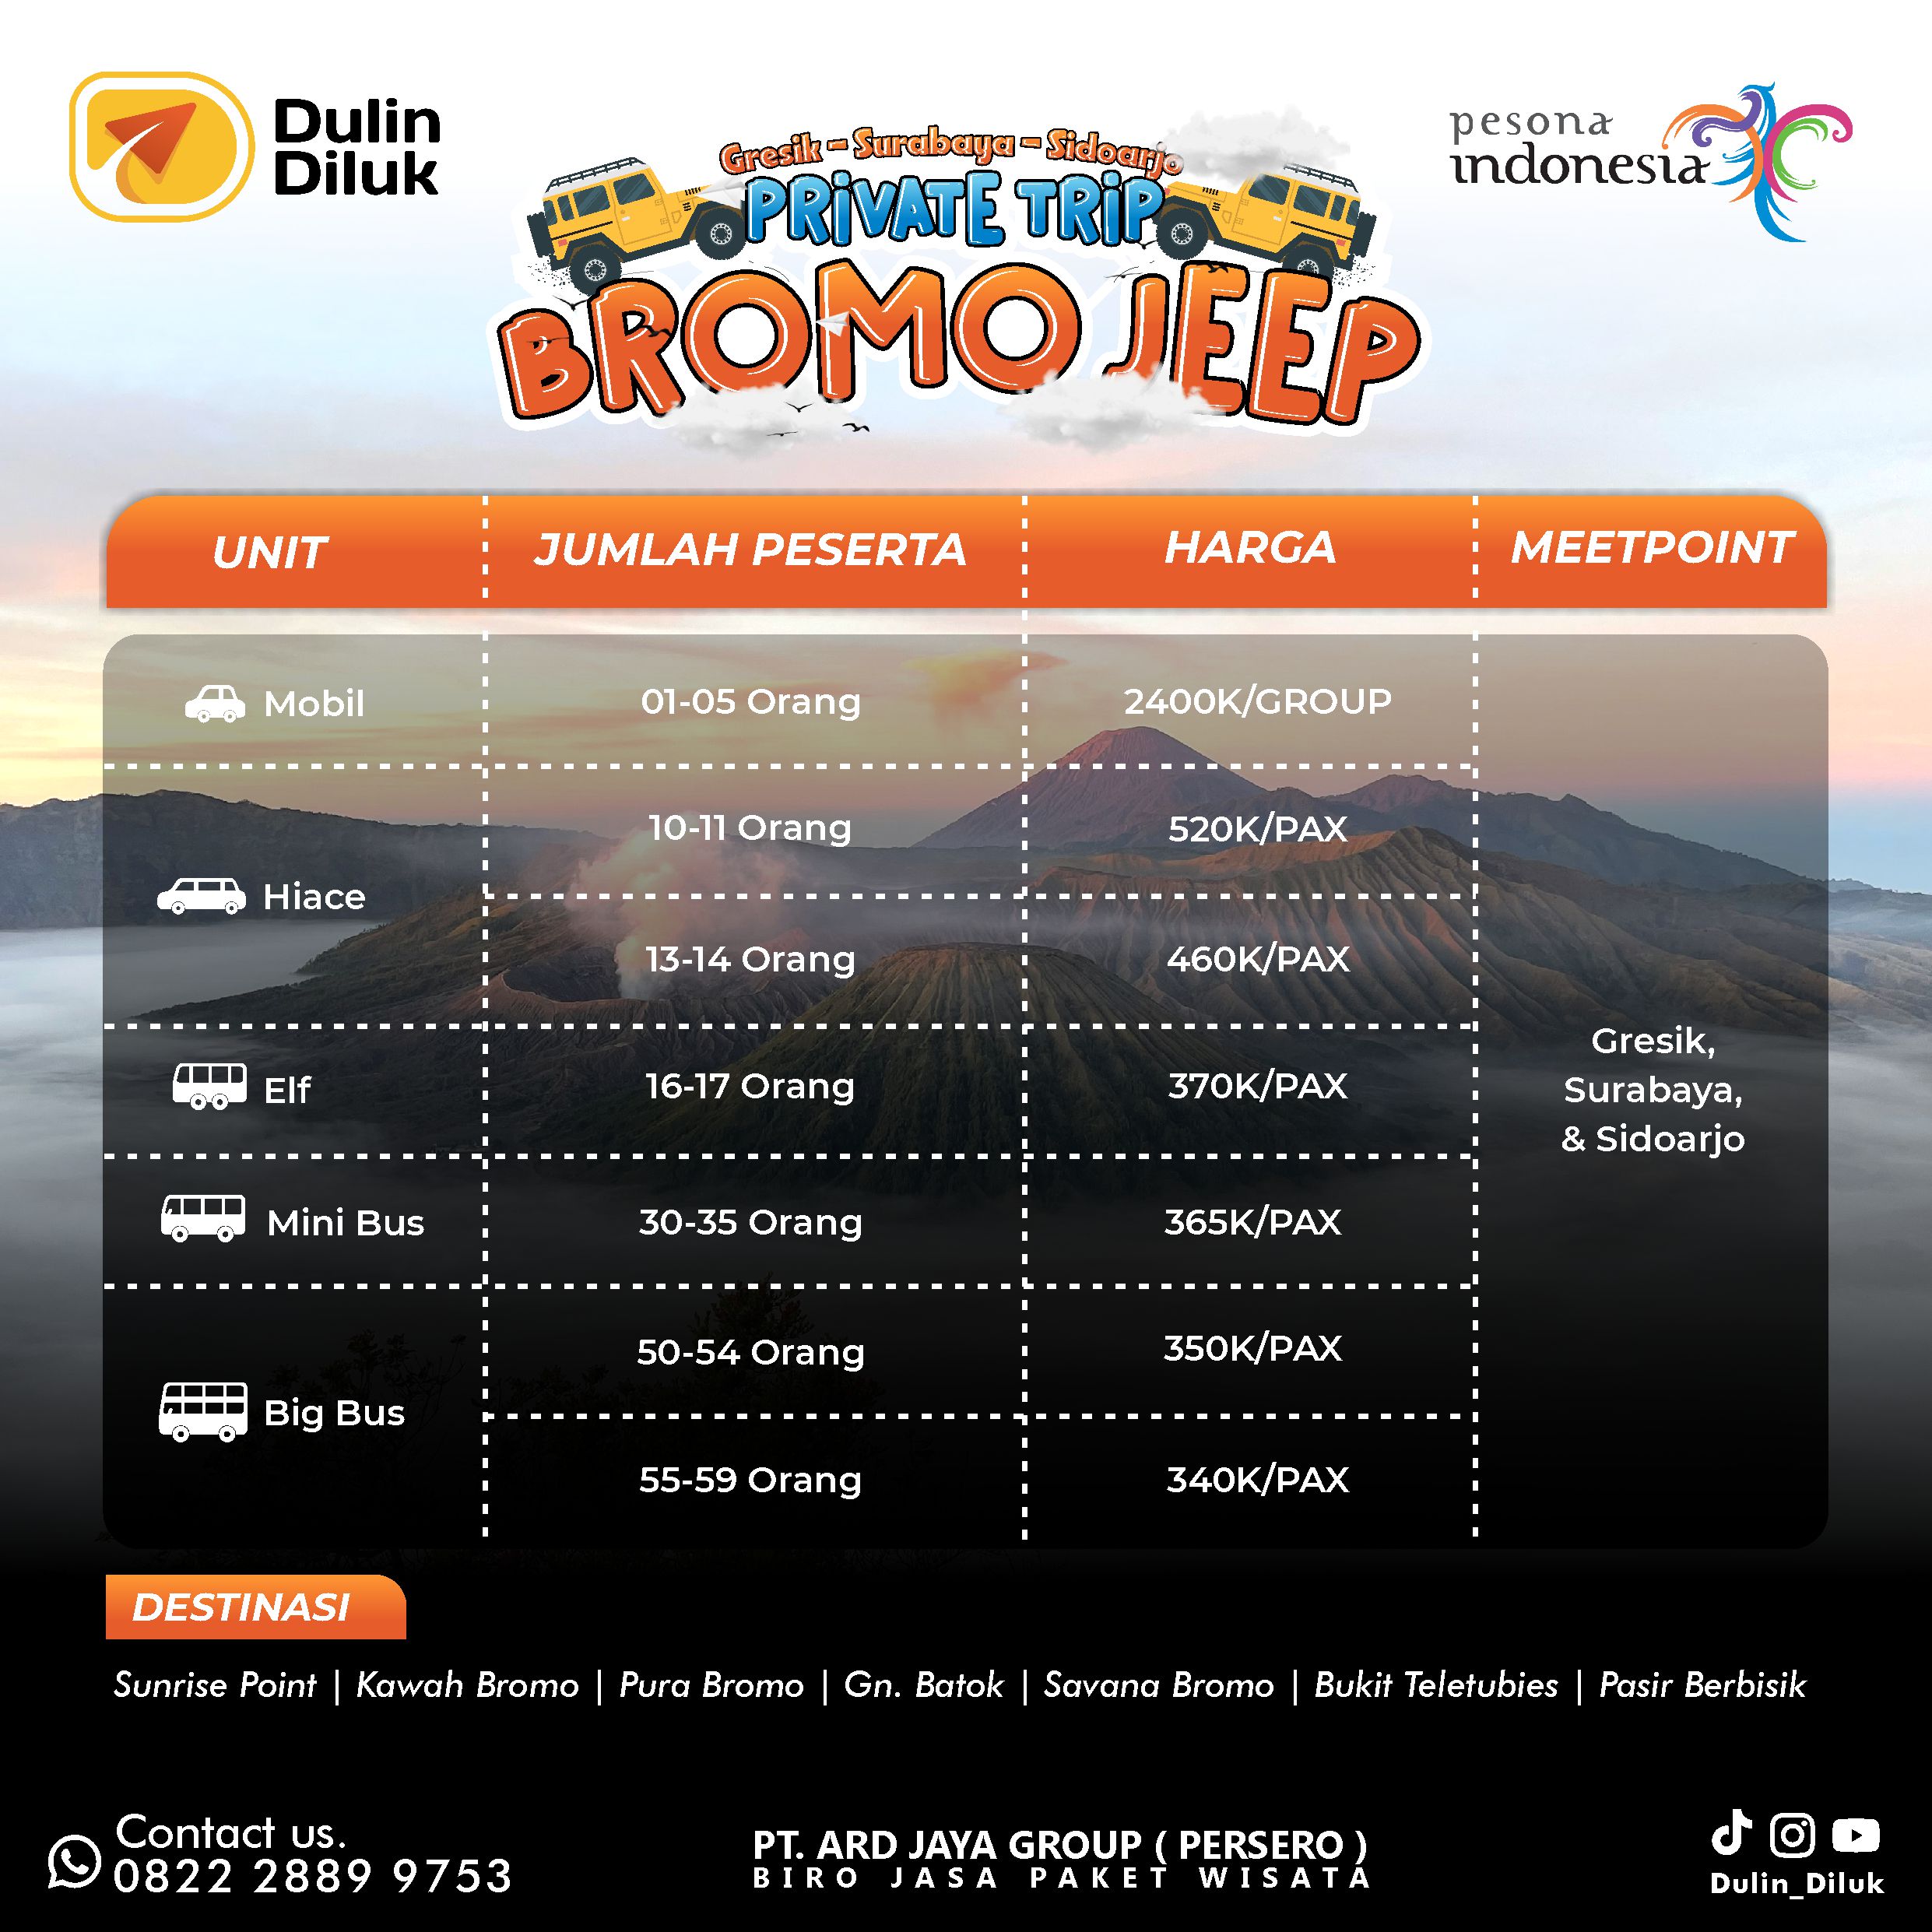 Dulin
Diluk
Gresik - Surabaya - Sidoarjo
PRiVATE TRiP
BROMO JEEP
pesona
indonesia
UNIT JUMLAH PESERTA HARGA MEETPOINT
Mobil 01-05 Orang 2400K/GROUP
10-11 Orang 520K/PAX
Hiace
13-14 Orang 460K/PAX
Elf 16-17 Orang 370K/PAX
Mini Bus 30-35 Orang 365K/PAX
50-54 Orang 350K/PAX
Big Bus
55-59 Orang 340K/PAX
Gresik,
Surabaya,
& Sidoarjo
DESTINASI
Sunrise Point | Kawah Bromo | Pura Bromo | Gn. Batok | Savana Bromo | Bukit Teletubies | Pasir Berbisik
Contact us.
0822 2889 9753
PT. ARD JAYA GROUP ( PERSERO )
BIRO JASA PAKET WISATA
Dulin_Diluk